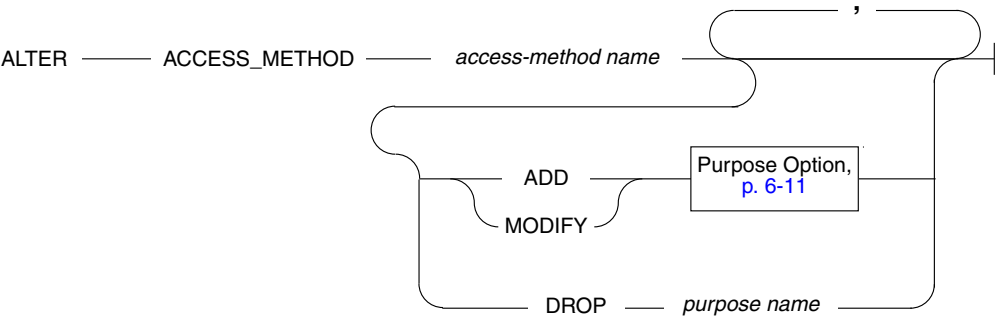 ,
ALTER ACCESS_METHOD access-method name
ADD
Purpose Option,
p. 6-11
MODIFY
DROP purpose name